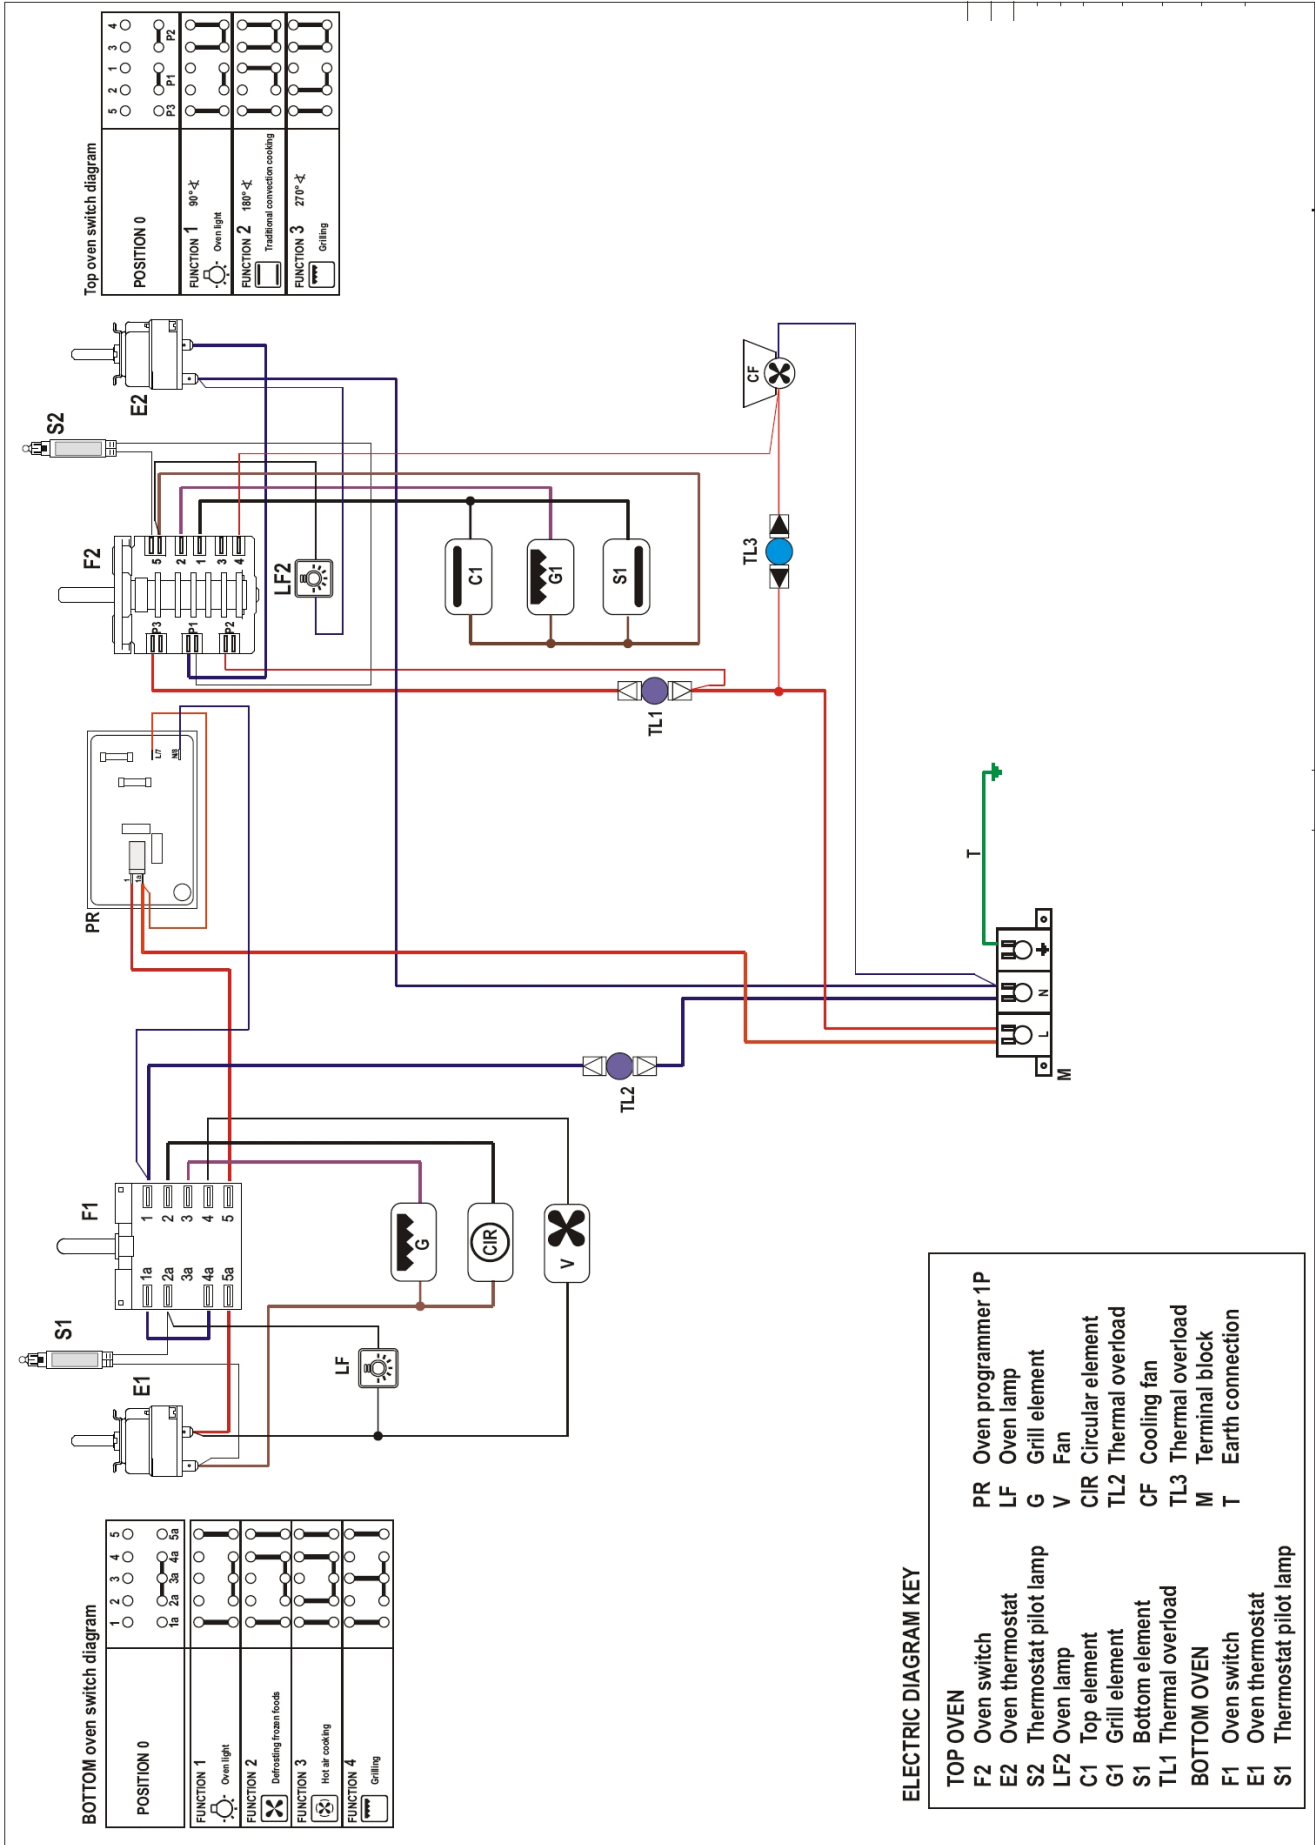 Top oven switch diagram
5 2 1 3 4
POSITION 0
P3 P1 P2
FUNCTION 1 90°∢
Oven light
FUNCTION 2 180°∢
Traditional convection cooking
FUNCTION 3 270°∢
Grilling
S2
E2
F2
5
2
1
3
4
P3
P1
P2
LF2
C1
G1
S1
TL1
TL3
CF
PR
1
1a
L/7
N/8
T
L
N
M
TL2
F1
1a
2a
3a
4a
5a
1
2
3
4
5
S1
E1
LF
G
CIR
V
BOTTOM oven switch diagram
1 2 3 4 5
POSITION 0
1a 2a 3a 4a 5a
FUNCTION 1
Oven light
FUNCTION 2
Defrosting frozen foods
FUNCTION 3
Hot air cooking
FUNCTION 4
Grilling
ELECTRIC DIAGRAM KEY
TOP OVEN
F2 Oven switch
E2 Oven thermostat
S2 Thermostat pilot lamp
LF2 Oven lamp
C1 Top element
G1 Grill element
S1 Bottom element
TL1 Thermal overload
BOTTOM OVEN
F1 Oven switch
E1 Oven thermostat
S1 Thermostat pilot lamp
PR Oven programmer 1P
LF Oven lamp
G Grill element
V Fan
CIR Circular element
TL2 Thermal overload
CF Cooling fan
TL3 Thermal overload
M Terminal block
T Earth connection